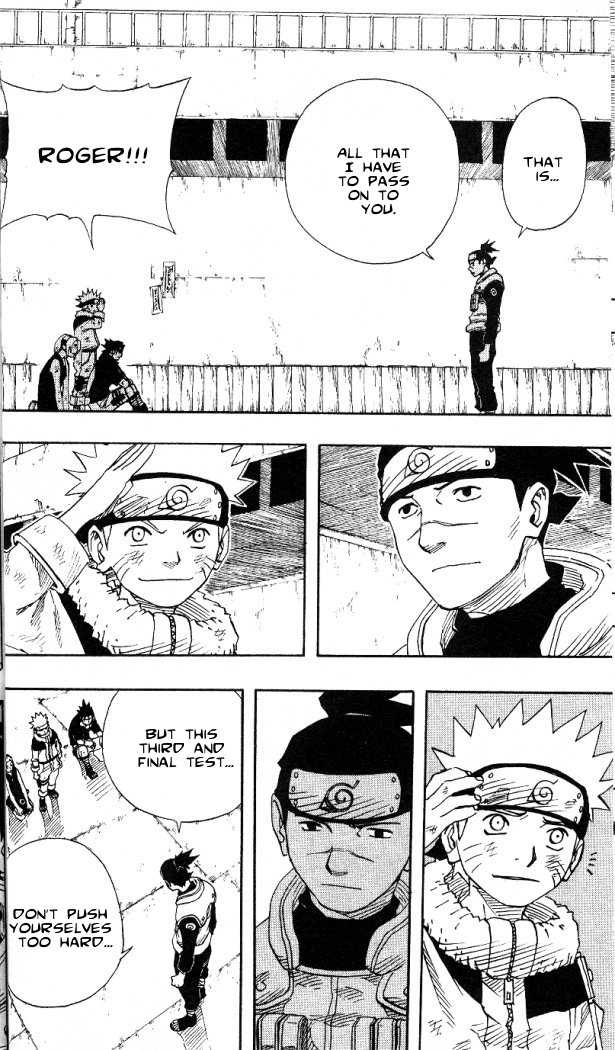 THAT
IS...
ALL THAT
I HAVE
TO PASS
ON TO
YOU.
ROGER!!!
BUT THIS
THIRD AND
FINAL TEST...
DON'T PUSH
YOURSELVES
TOO HARD...